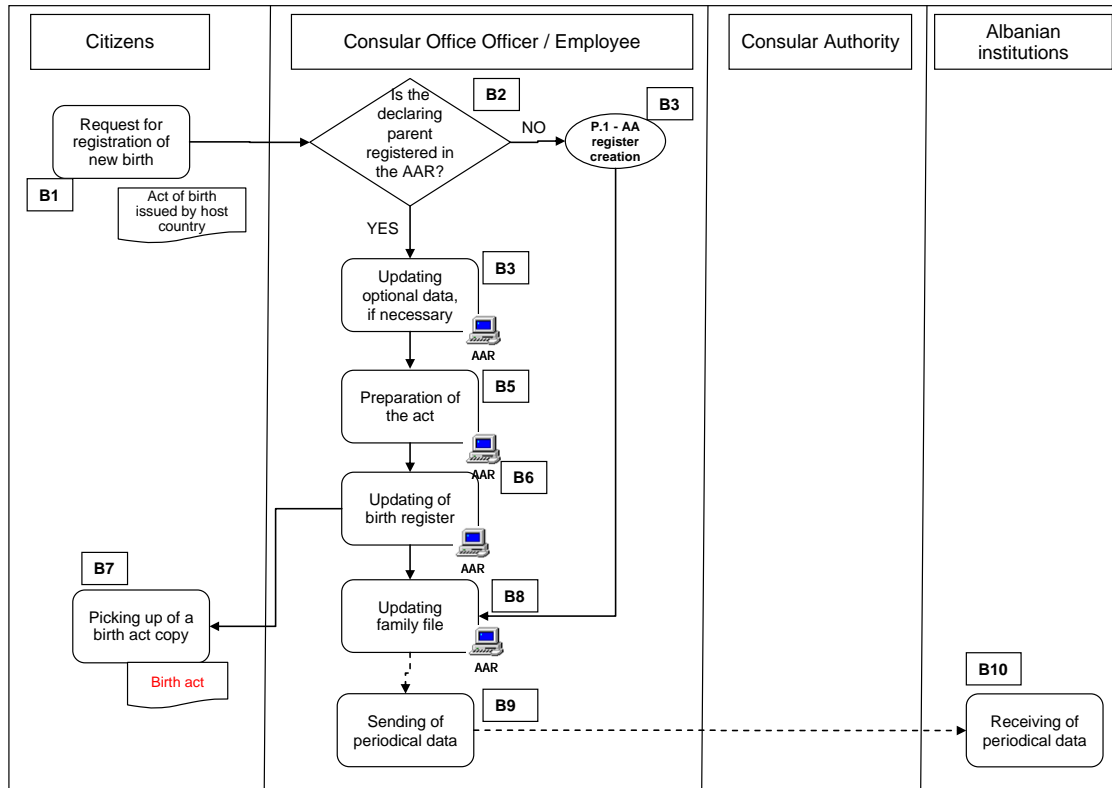 Citizens
Consular Office Officer / Employee
Consular Authority
Albanian
institutions
Request for
registration of
new birth
B1
Act of birth
issued by host
country
Is the
declaring
parent
registered in
the AAR?
B2
NO
B3
P.1 - AA
register
creation
YES
B3
Updating
optional data,
if necessary
AAR
B5
Preparation of
the act
AAR
B6
Updating of
birth register
AAR
B7
Picking up of a
birth act copy
Birth act
B8
Updating
family file
AAR
B9
Sending of
periodical data
B10
Receiving of
periodical data